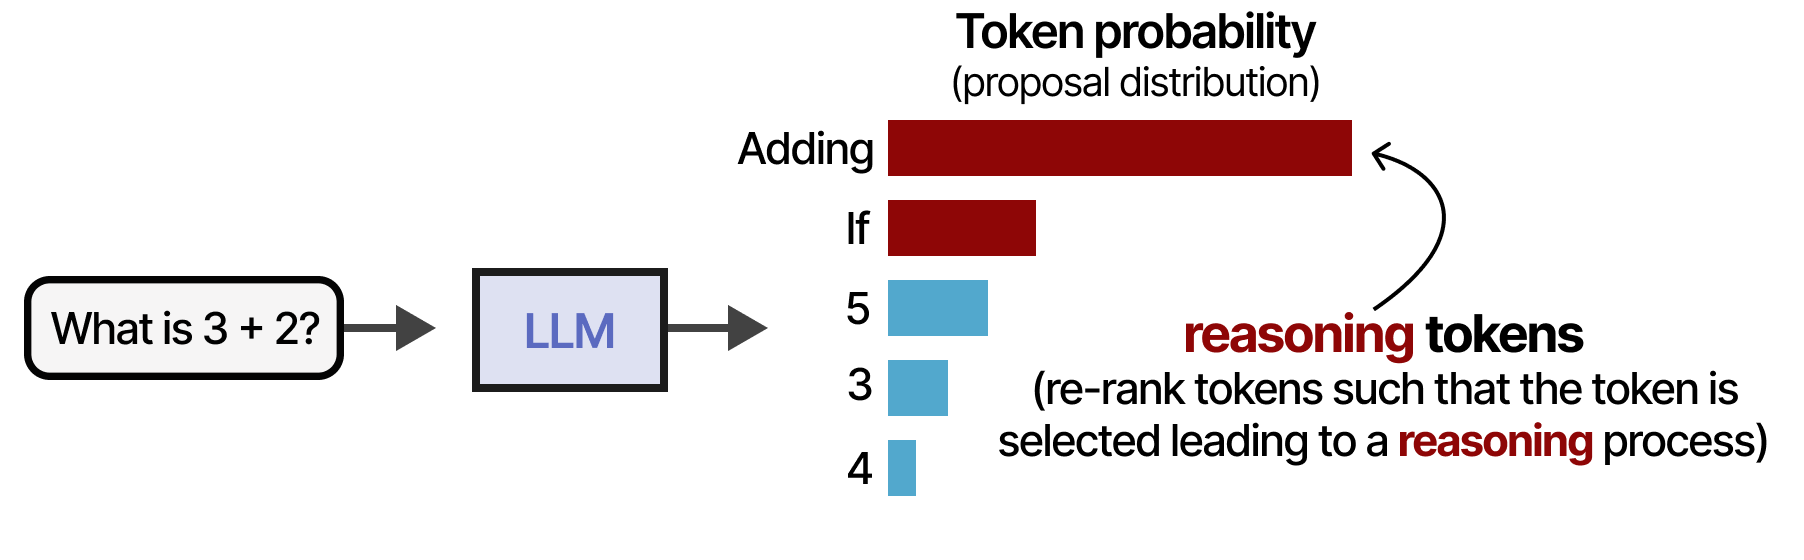 Token probability
(proposal distribution)
Adding
If
5
3
4
What is 3 + 2?
LLM
reasoning tokens
(re-rank tokens such that the token is
selected leading to a reasoning process)